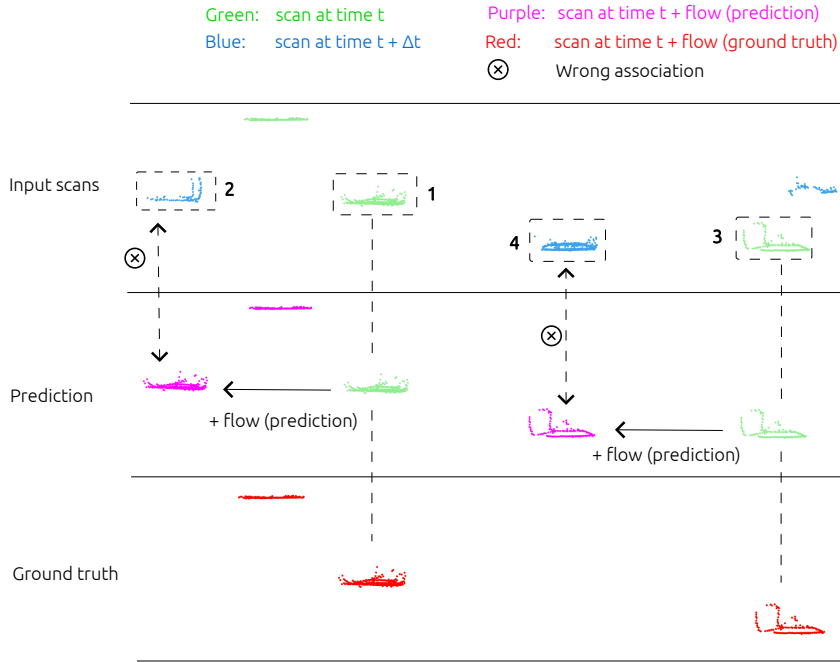 Green: scan at time t
Purple: scan at time t + flow (prediction)
Blue: scan at time t + Δt
Red: scan at time t + flow (ground truth)
Wrong association
Input scans
2
1
4
3
Prediction
+ flow (prediction)
+ flow (prediction)
Ground truth